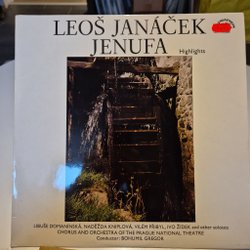 LEOŠ JANÁČEK
JENUFA
Highlights
LIBUŠE DOMANÍNSKÁ, NADĚŽDA KNIPLOVÁ, VILÉM PŘIBYL, IVO ŽÍDEK, and other soloists
CHORUS AND ORCHESTRA OF THE PRAGUE NATIONAL THEATRE
Conductor: BOHUMIL GREGOR